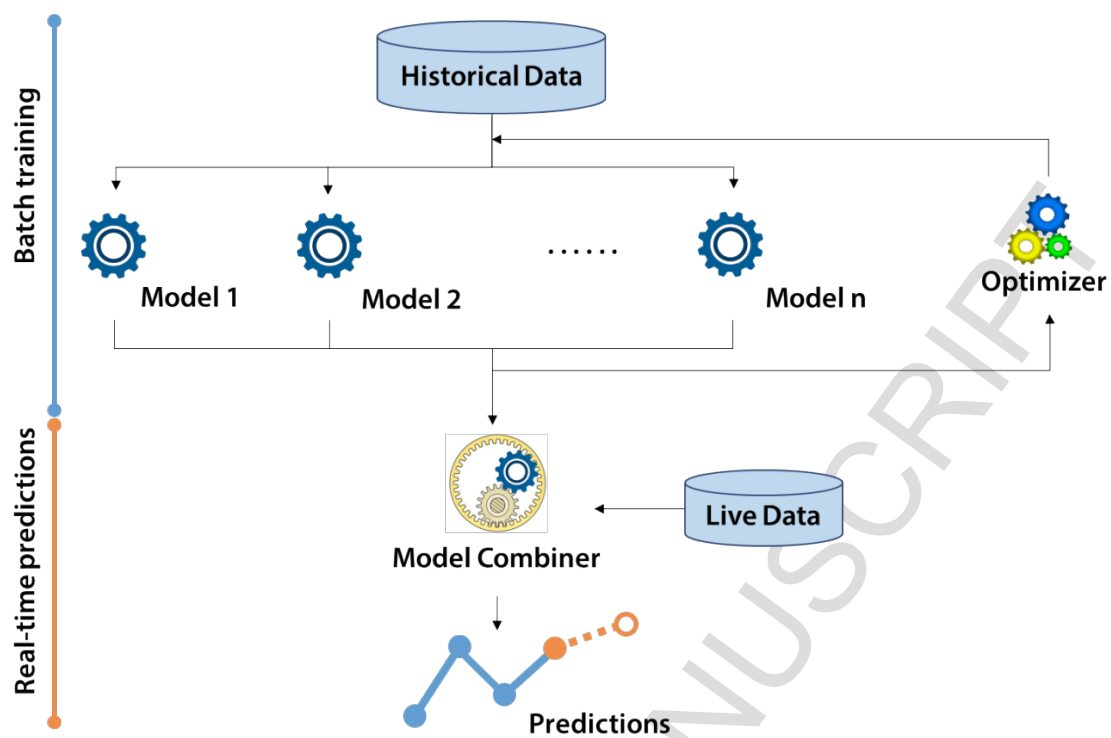 Historical Data
Batch training
Model 1
Model 2
......
Model n
Optimizer
Real-time predictions
Live Data
Model Combiner
Predictions
NUSCRIPT